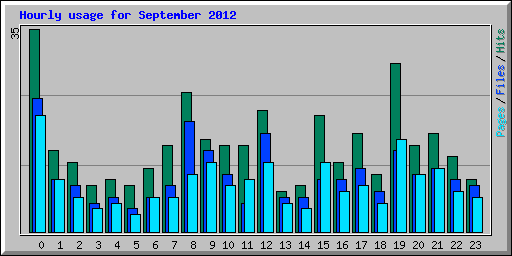 Hourly usage for September 2012
35
Pages/Files/Hits
0 1 2 3 4 5 6 7 8 9 10 11 12 13 14 15 16 17 18 19 20 21 22 23